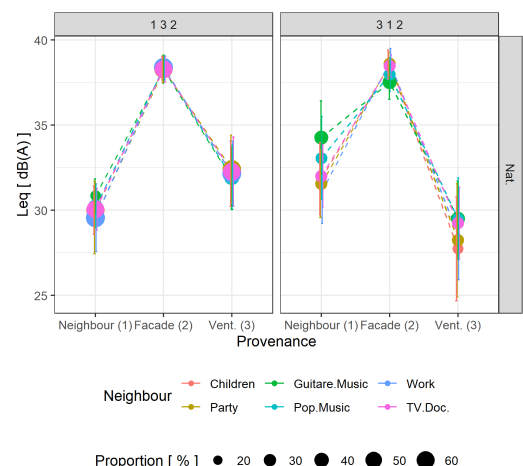 1 3 2
3 1 2
40
35
30
25
Leq [ dB(A) ]
Nat.
Neighbour (1) Facade (2) Vent. (3)
Neighbour (1) Facade (2) Vent. (3)
Provenance
Neighbour
Children Guitare.Music Work
Party Pop.Music TV.Doc.
Proportion [ % ] 20 30 40 50 60